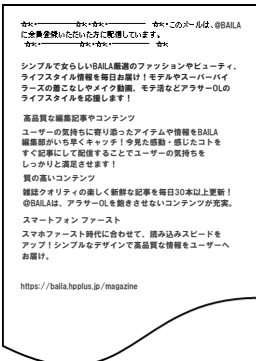 ☆*・‥‥‥‥‥‥☆*・☆*・‥‥‥‥‥‥☆*・このメールは、@BAILA
に会員登録いただいた方に配信しています。
☆*・‥‥‥‥‥‥☆*・☆*・‥‥‥‥‥‥ ☆*
シンプルで女らしいBAILA厳選のファッションやビューティ、
ライフスタイル情報を毎日お届け！モデルやスーパーバイ
ラーズの着こなしやメイク動画、モテ活などアラサーOLの
ライフスタイルを応援します！
高品質な編集記事やコンテンツ
ユーザーの気持ちに寄り添ったアイテムや情報をBAILA
編集部がいち早くキャッチ！今見た感動・感じたコトを
すぐ記事にして配信することでユーザーの気持ちを
しっかりと満足させます！
質の高いコンテンツ
雑誌クオリティの楽しく新鮮な記事を毎日30本以上更新！
@BAILAは、アラサーOLを飽きさせないコンテンツが充実。
スマートフォン ファースト
スマホファースト時代に合わせて、読み込みスピードを
アップ！シンプルなデザインで高品質な情報をユーザーへ
お届け。
https://baila.hpplus.jp/magazine